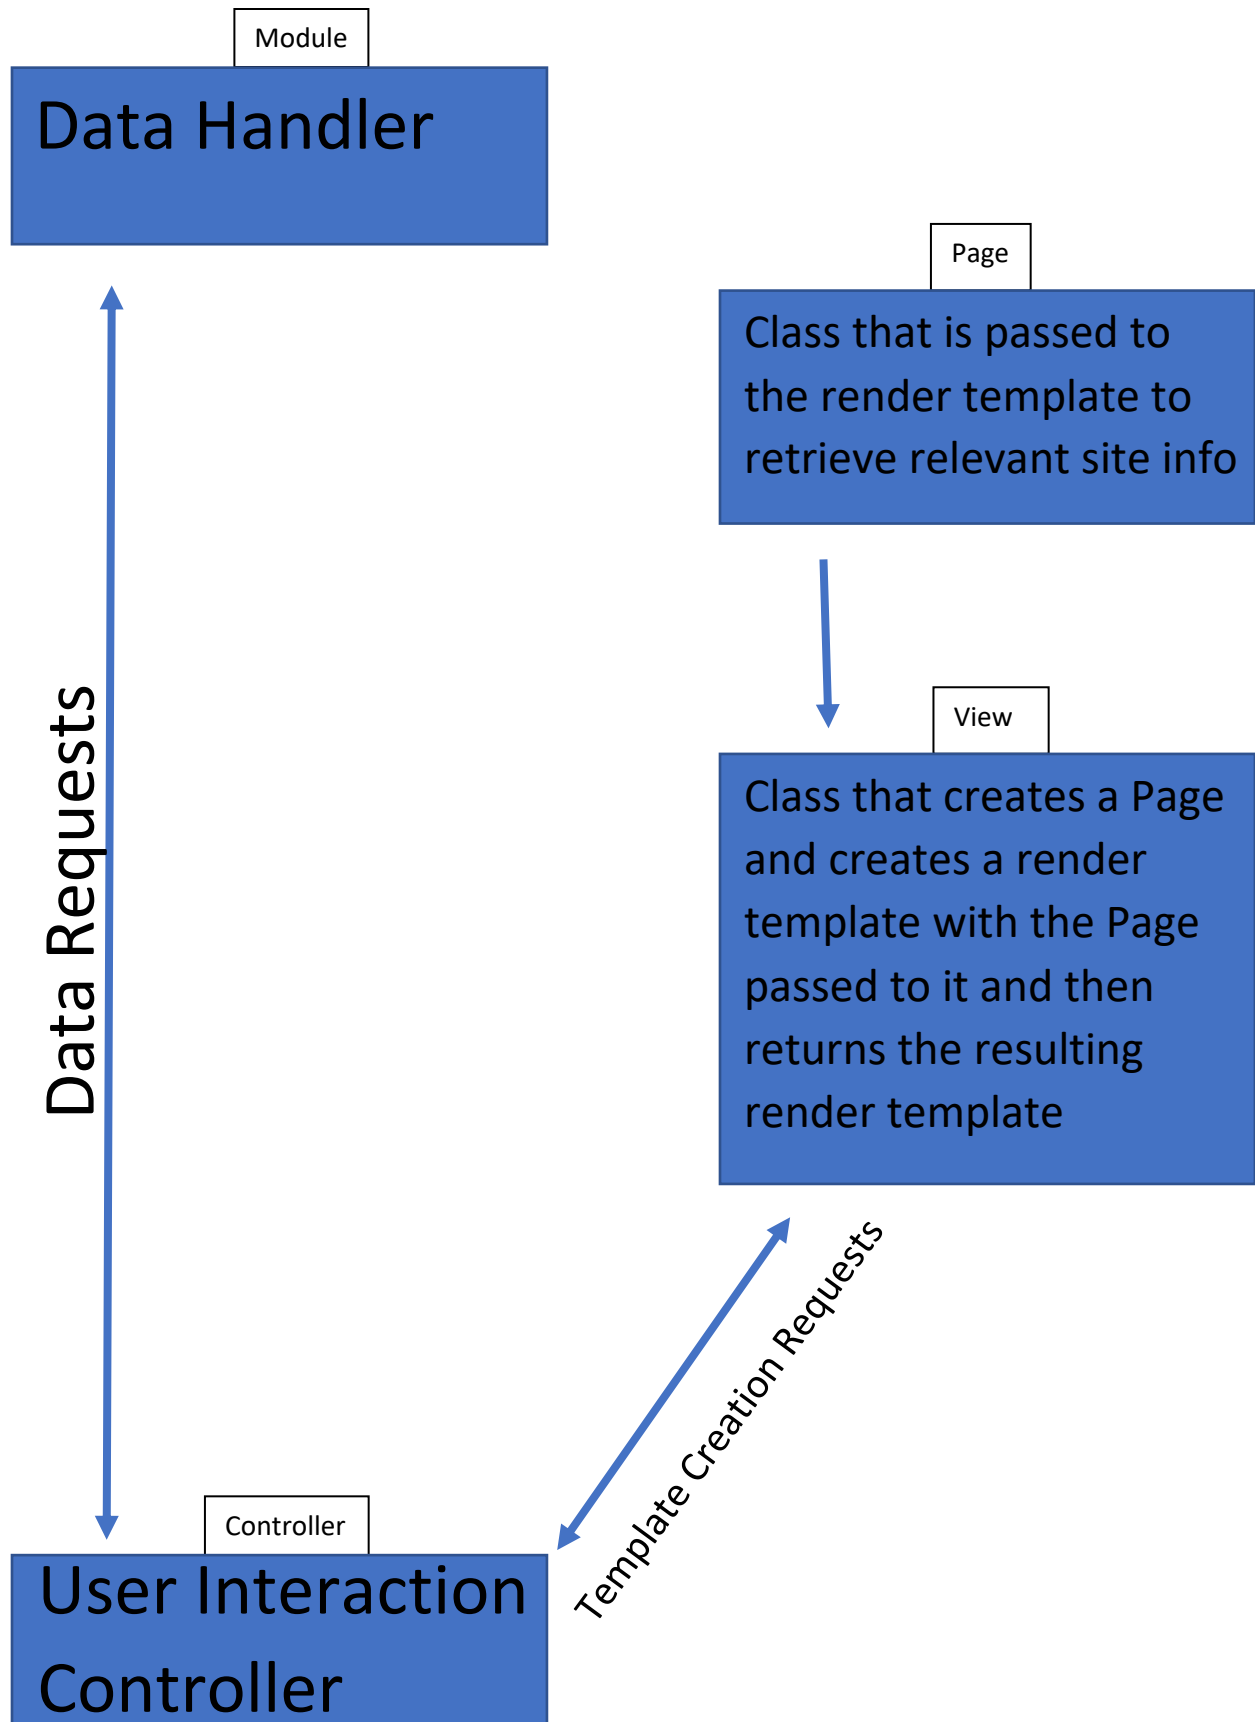 Module
Data Handler
Page
Class that is passed to
the render template to
retrieve relevant site info
Data Requests
View
Class that creates a Page
and creates a render
template with the Page
passed to it and then
returns the resulting
render template
Template Creation Requests
Controller
User Interaction
Controller